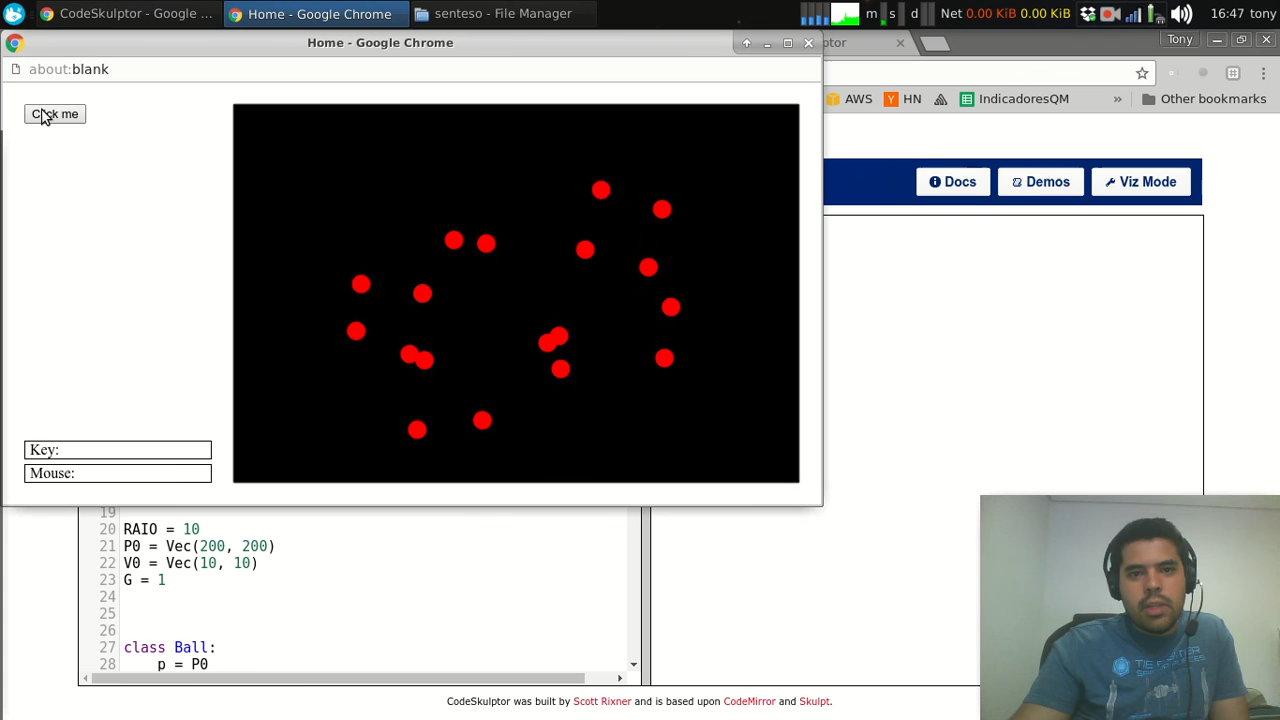 CodeSkulptor - Google ...
Home - Google Chrome
senteso - File Manager
m
s
d
Net 0.00 KiB 0.00 KiB
16:47 tony
Home - Google Chrome
ptor
Tony
about:blank
AWS
HN
IndicadoresQM
»
Other bookmarks
Click me
Docs
Demos
Viz Mode
Key:
Mouse:
19
20 RAIO = 10
21 P0 = Vec(200, 200)
22 V0 = Vec(10, 10)
23 G = 1
24
25
26
27 class Ball:
28 p = P0
CodeSkulptor was built by Scott Rixner and is based upon CodeMirror and Skulpt.